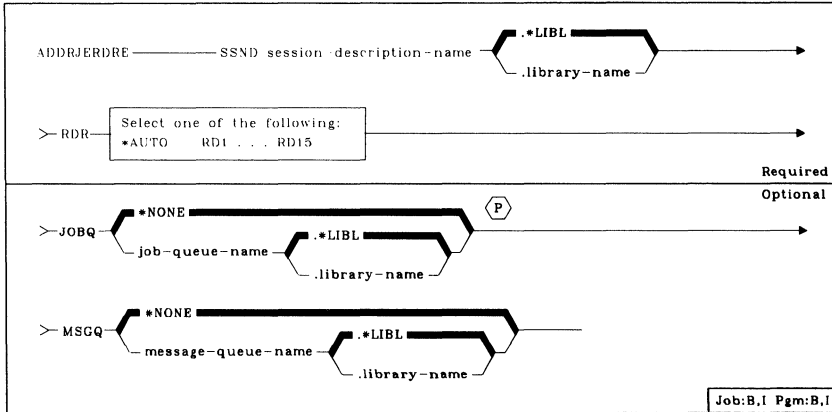 .*LIBL
ADDRJERDRE SSND session-description-name
.library-name
RDR Select one of the following:
*AUTO RD1 . . . RD15
Required
Optional
*NONE P
JOBQ .*LIBL
job-queue-name
.library-name
*NONE
MSGQ .*LIBL
message-queue-name
.library-name
Job:B,I Pgm:B,I